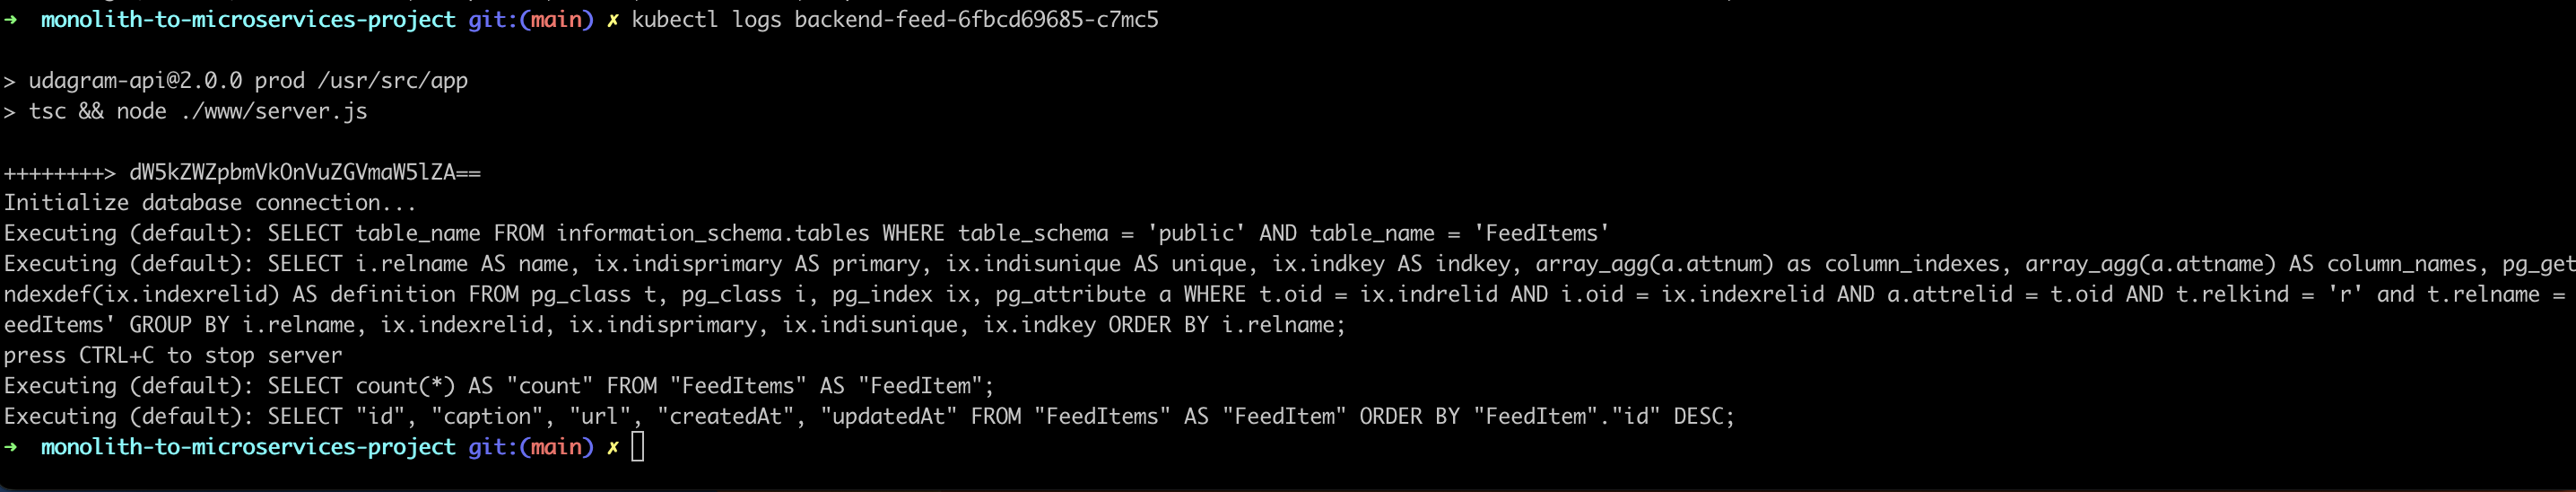 ➜ monolith-to-microservices-project git:(main) ✗ kubectl logs backend-feed-6fbcd69685-c7mc5
> udagram-api@2.0.0 prod /usr/src/app
> tsc && node ./www/server.js
++++++++> dW5kZWZpbmVkOnVuZGVmaW5lZA==
Initialize database connection...
Executing (default): SELECT table_name FROM information_schema.tables WHERE table_schema = 'public' AND table_name = 'FeedItems'
Executing (default): SELECT i.relname AS name, ix.indisprimary AS primary, ix.indisunique AS unique, ix.indkey AS indkey, array_agg(a.attnum) as column_indexes, array_agg(a.attname) AS column_names, pg_get
ndexdef(ix.indexrelid) AS definition FROM pg_class t, pg_class i, pg_index ix, pg_attribute a WHERE t.oid = ix.indrelid AND i.oid = ix.indexrelid AND a.attrelid = t.oid AND t.relkind = 'r' and t.relname =
eedItems' GROUP BY i.relname, ix.indexrelid, ix.indisprimary, ix.indisunique, ix.indkey ORDER BY i.relname;
press CTRL+C to stop server
Executing (default): SELECT count(*) AS "count" FROM "FeedItems" AS "FeedItem";
Executing (default): SELECT "id", "caption", "url", "createdAt", "updatedAt" FROM "FeedItems" AS "FeedItem" ORDER BY "FeedItem"."id" DESC;
➜ monolith-to-microservices-project git:(main) ✗